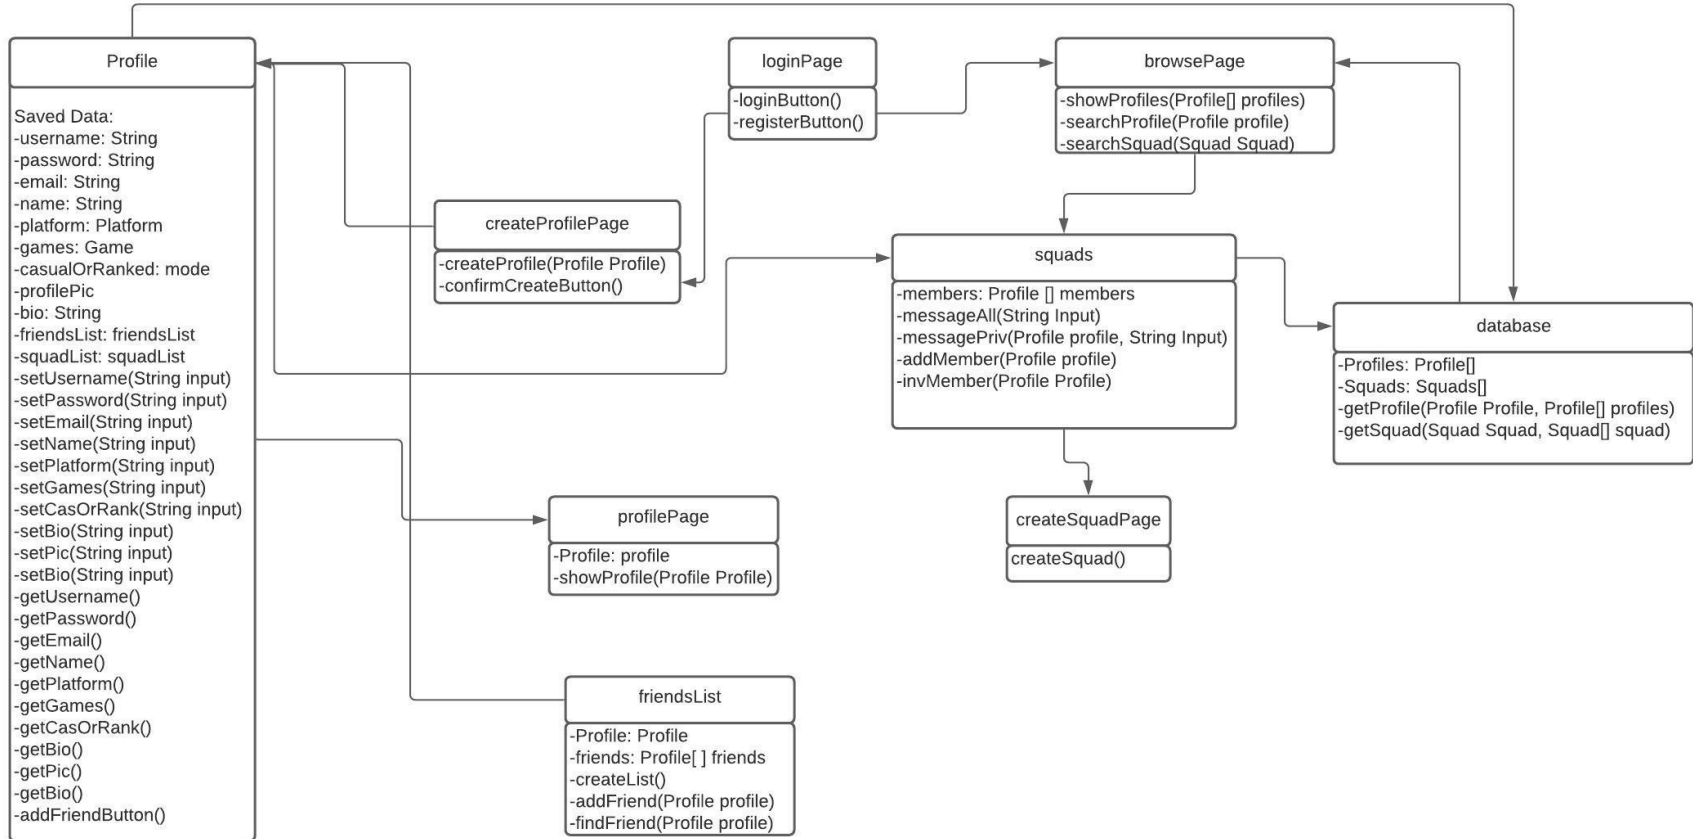 Profile
Saved Data:
-username: String
-password: String
-email: String
-name: String
-platform: Platform
-games: Game
-casualOrRanked: mode
-profilePic
-bio: String
-friendsList: friendsList
-squadList: squadList
-setUsername(String input)
-setPassword(String input)
-setEmail(String input)
-setName(String input)
-setPlatform(String input)
-setGames(String input)
-setCasOrRank(String input)
-setBio(String input)
-setPic(String input)
-setBio(String input)
-getUsername()
-getPassword()
-getEmail()
-getName()
-getPlatform()
-getGames()
-getCasOrRank()
-getBio()
-getPic()
-getBio()
-addFriendButton()
createProfilePage
-createProfile(Profile Profile)
-confirmCreateButton()
loginPage
-loginButton()
-registerButton()
browsePage
-showProfiles(Profile[] profiles)
-searchProfile(Profile profile)
-searchSquad(Squad Squad)
squads
-members: Profile [] members
-messageAll(String Input)
-messagePriv(Profile profile, String Input)
-addMember(Profile profile)
-invMember(Profile Profile)
database
-Profiles: Profile[]
-Squads: Squads[]
-getProfile(Profile Profile, Profile[] profiles)
-getSquad(Squad Squad, Squad[] squad)
profilePage
-Profile: profile
-showProfile(Profile Profile)
createSquadPage
createSquad()
friendsList
-Profile: Profile
-friends: Profile[ ] friends
-createList()
-addFriend(Profile profile)
-findFriend(Profile profile)